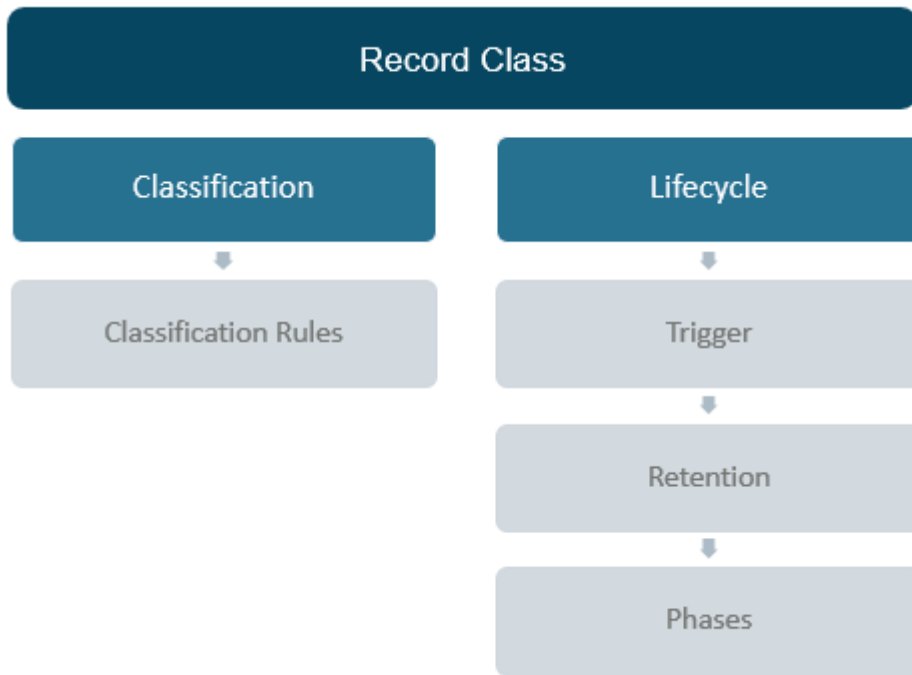 Record Class
Classification
Lifecycle
Classification Rules
Trigger
Retention
Phases